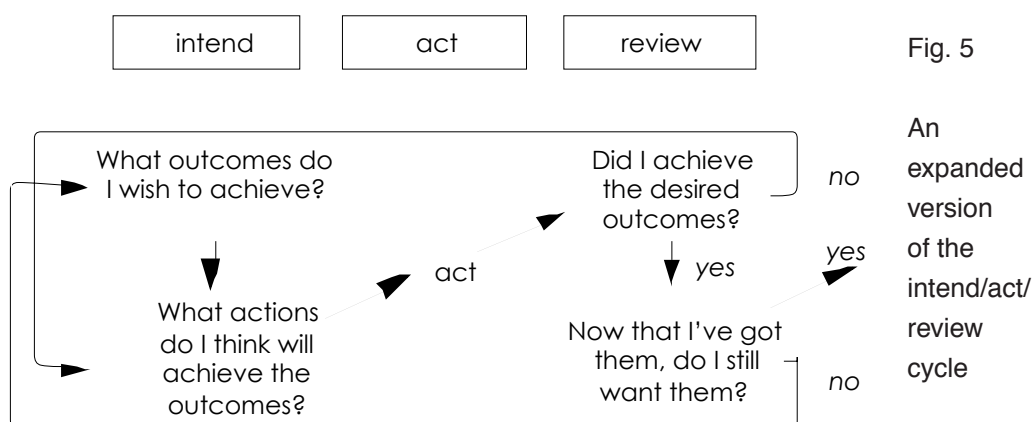 intend
act
review
Fig. 5
An
expanded
version
of the
intend/act/
review
cycle
What outcomes do
I wish to achieve?
What actions
do I think will
achieve the
outcomes?
act
Did I achieve
the desired
outcomes?
no
yes
Now that I've got
them, do I still
want them?
yes
no